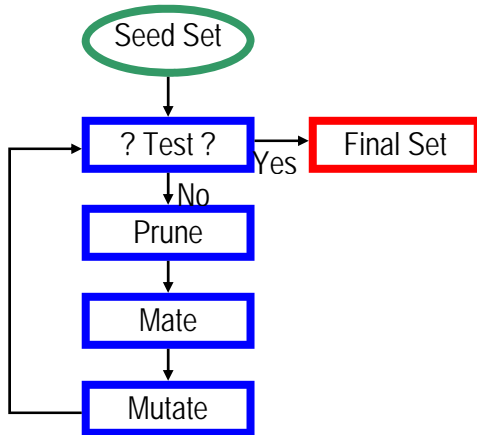 Seed Set
? Test ?
Yes
Final Set
No
Prune
Mate
Mutate